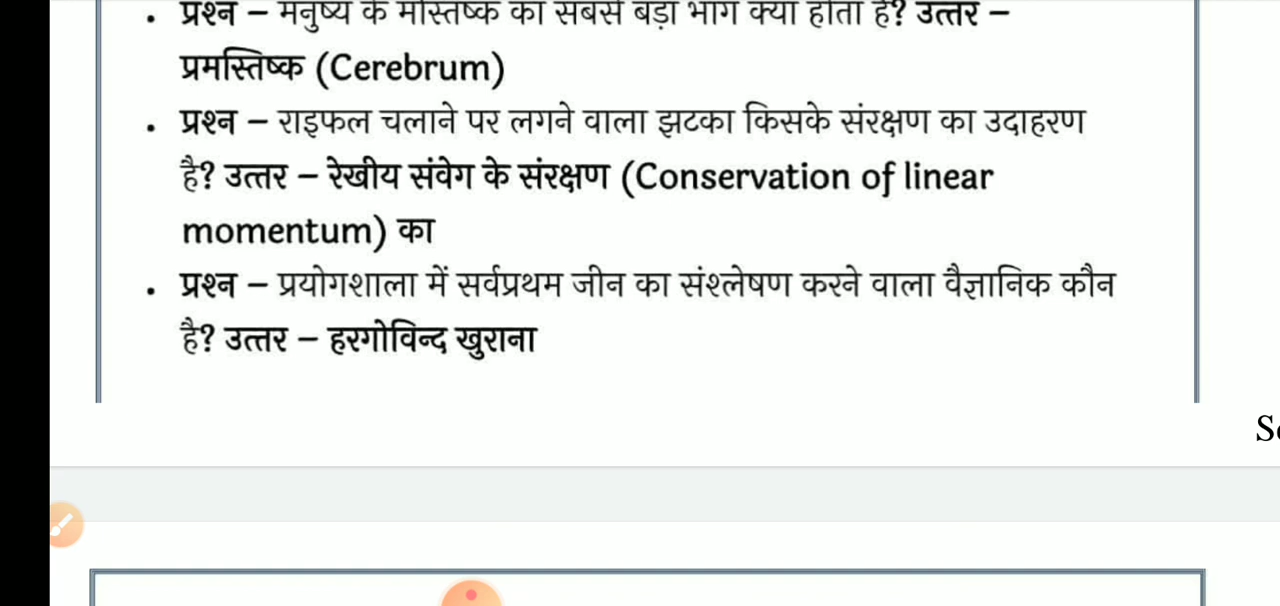 • प्रश्न – मनुष्य के मस्तिष्क का सबसे बड़ा भाग क्या होता है? उत्तर –
प्रमस्तिष्क (Cerebrum)
• प्रश्न – राइफल चलाने पर लगने वाला झटका किसके संरक्षण का उदाहरण
है? उत्तर – रेखीय संवेग के संरक्षण (Conservation of linear
momentum) का
• प्रश्न – प्रयोगशाला में सर्वप्रथम जीन का संश्लेषण करने वाला वैज्ञानिक कौन
है? उत्तर – हरगोविन्द खुराना